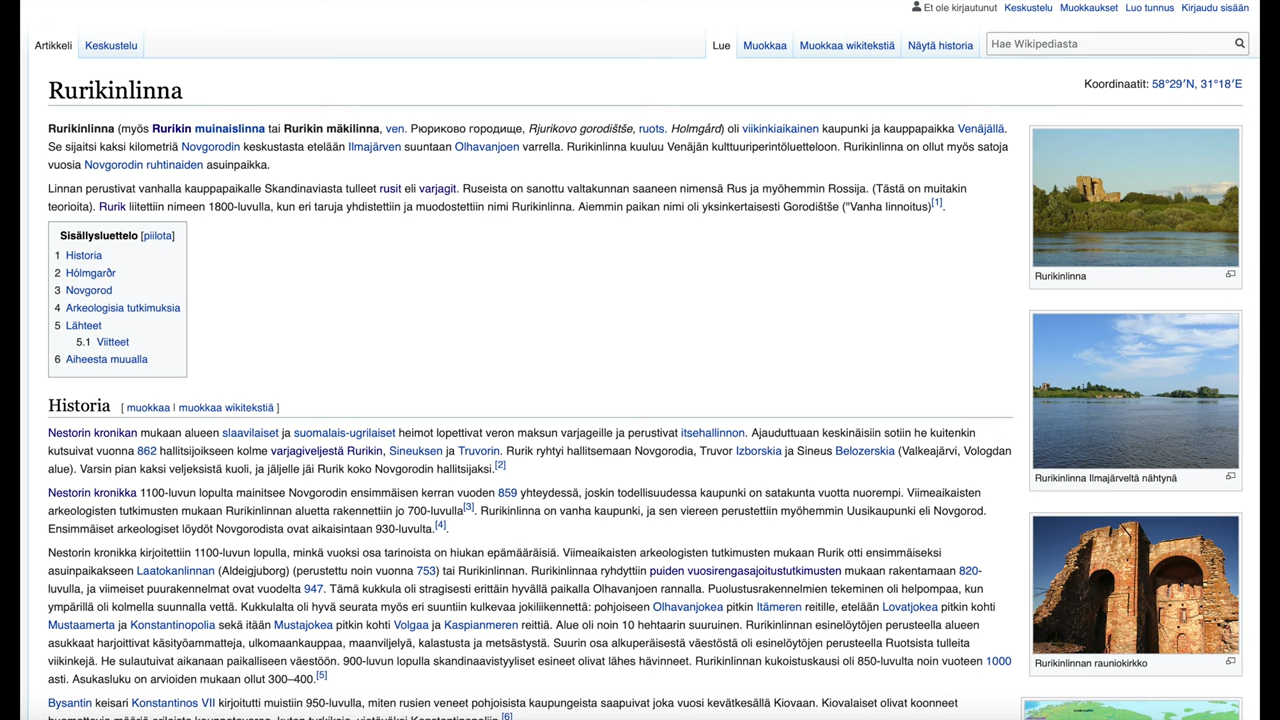 Et ole kirjautunut Keskustelu Muokkaukset Luo tunnus Kirjaudu sisään
Artikkeli Keskustelu Lue Muokkaa Muokkaa wikitekstiä Näytä historia Hae Wikipediasta
Rurikinlinna
Koordinaatit: 58°29′N, 31°18′E
Rurikinlinna (myös Rurikin muinaislinna tai Rurikin mäkilinna, ven. Рюриково городище, Rjurikovo gorodištše, ruots. Holmgård) oli viikinkiaikainen kaupunki ja kauppapaikka Venäjällä.
Se sijaitsi kaksi kilometriä Novgorodin keskustasta etelään Ilmajärven suuntaan Olhavanjoen varrella. Rurikinlinna kuuluu Venäjän kulttuuriperintöluetteloon. Rurikinlinna on ollut myös satoja
vuosia Novgorodin ruhtinaiden asuinpaikka.
Linnan perustivat vanhalla kauppapaikalle Skandinaviasta tulleet rusit eli varjagit. Ruseista on sanottu valtakunnan saaneen nimensä Rus ja myöhemmin Rossija. (Tästä on muitakin
teorioita). Rurik liitettiin nimeen 1800-luvulla, kun eri taruja yhdistettiin ja muodostettiin nimi Rurikinlinna. Aiemmin paikan nimi oli yksinkertaisesti Gorodištše ("Vanha linnoitus)[1].
Sisällysluettelo [piilota]
1 Historia
2 Hólmgarðr
3 Novgorod
4 Arkeologisia tutkimuksia
5 Lähteet
5.1 Viitteet
6 Aiheesta muualla
Rurikinlinna
Rurikinlinna Ilmajärveltä nähtynä
Rurikinlinnan rauniokirkko
Historia [ muokkaa | muokkaa wikitekstiä ]
Nestorin kronikan mukaan alueen slaavilaiset ja suomalais-ugrilaiset heimot lopettivat veron maksun varjageille ja perustivat itsehallinnon. Ajauduttuaan keskinäisiin sotiin he kuitenkin
kutsuivat vuonna 862 hallitsijoikseen kolme varjagiveljestä Rurikin, Sineuksen ja Truvorin. Rurik ryhtyi hallitsemaan Novgorodia, Truvor Izborskia ja Sineus Belozerskia (Valkeajärvi, Vologdan
alue). Varsin pian kaksi veljeksistä kuoli, ja jäljelle jäi Rurik koko Novgorodin hallitsijaksi.[2]
Nestorin kronikka 1100-luvun lopulta mainitsee Novgorodin ensimmäisen kerran vuoden 859 yhteydessä, joskin todellisuudessa kaupunki on satakunta vuotta nuorempi. Viimeaikaisen
arkeologisten tutkimusten mukaan Rurikinlinnan aluetta rakennettiin jo 700-luvulla[3]. Rurikinlinna on vanha kaupunki, ja sen viereen perustettiin myöhemmin Uusikaupunki eli Novgorod.
Ensimmäiset arkeologiset löydöt Novgorodista ovat aikaisintaan 930-luvulta.[4].
Nestorin kronikka kirjoitettiin 1100-luvun lopulla, minkä vuoksi osa tarinoista on hiukan epämääräisiä. Viimeaikaisten arkeologisten tutkimusten mukaan Rurik otti ensimmäiseksi
asuinpaikakseen Laatokanlinnan (Aldeigjuborg) (perustettu noin vuonna 753) tai Rurikinlinnan. Rurikinlinnaa ryhdyttiin puiden vuosirengasajoitustutkimusten mukaan rakentamaan 820-
luvulla, ja viimeiset puurakennelmat ovat vuodelta 947. Tämä kukkula oli stragisesti erittäin hyvällä paikalla Olhavanjoen rannalla. Puolustusrakennelmien tekeminen oli helpompaa, kun
ympärillä oli kolmella suunnalla vettä. Kukkulalta oli hyvä seurata myös eri suuntiin kulkevaa jokiliikennettä: pohjoiseen Olhavanjokea pitkin Itämeren reitille, etelään Lovatjokea pitkin kohti
Mustaamerta ja Konstantinopolia sekä itään Mustajokea pitkin kohti Volgaa ja Kaspianmeren reittiä. Alue oli noin 10 hehtaarin suuruinen. Rurikinlinnan esinelöytöjen perusteella alueen
asukkaat harjoittivat käsityöammatteja, ulkomaankauppaa, maanviljelyä, kalastusta ja metsästystä. Suurin osa alkuperäisestä väestöstä oli esinelöytöjen perusteella Ruotsista tulleita
viikinkejä. He sulautuivat aikanaan paikalliseen väestöön. 900-luvun lopulla skandinaavistyyliset esineet olivat lähes hävinneet. Rurikinlinnan kukoistuskausi oli 850-luvulta noin vuoteen 1000
asti. Asukasluku on arvioiden mukaan ollut 300–400.[5]
Bysantin keisari Konstantinos VII kirjoitutti muistiin 950-luvulla, miten rusien veneet pohjoisista kaupungeista saapuivat joka vuosi kevätkesällä Kiovaan. Kiovalaiset olivat koonneet